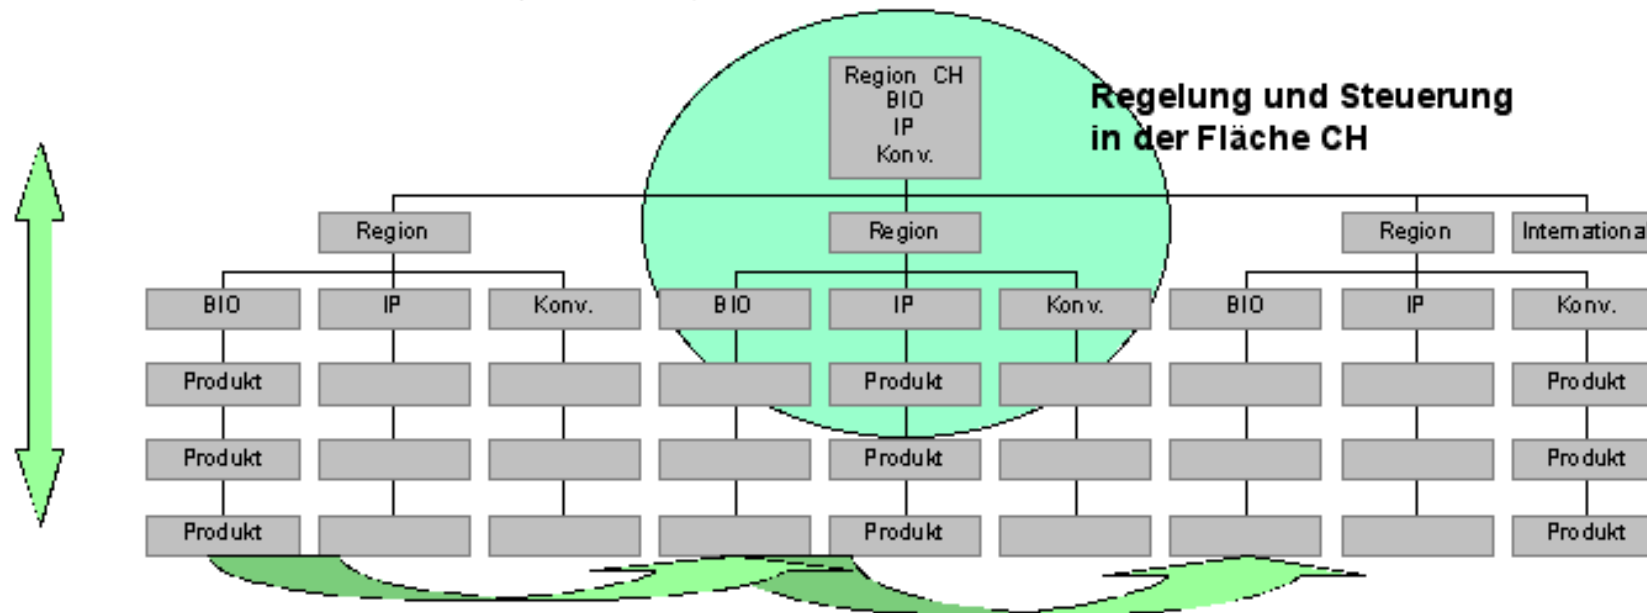 Region CH
BIO
IP
Konv.
Regelung und Steuerung
in der Fläche CH
Region
Region
Region
International
BIO
IP
Konv.
BIO
IP
Konv.
BIO
IP
Konv.
Produkt
Produkt
Produkt
Produkt
Produkt
Produkt
Produkt
Produkt
Produkt